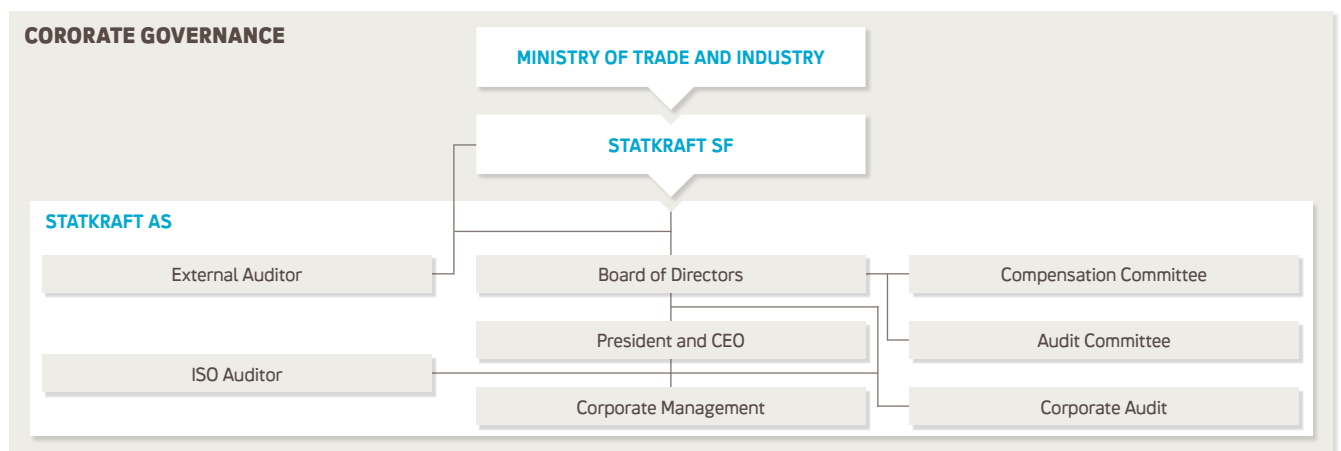 CORORATE GOVERNANCE
MINISTRY OF TRADE AND INDUSTRY
STATKRAFT SF
STATKRAFT AS
External Auditor
Board of Directors
Compensation Committee
President and CEO
Audit Committee
ISO Auditor
Corporate Management
Corporate Audit